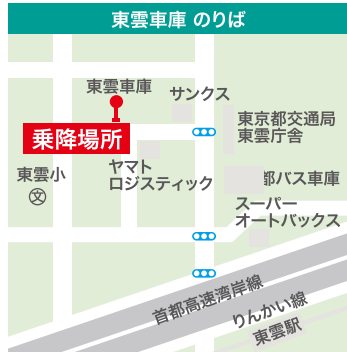 東雲車庫 のりば
東雲車庫
サンクス
東京都交通局
東雲庁舎
乗降場所
ヤマト
ロジスティック
東雲小
文
都バス車庫
スーパー
オートバックス
首都高速湾岸線
りんかい線
東雲駅